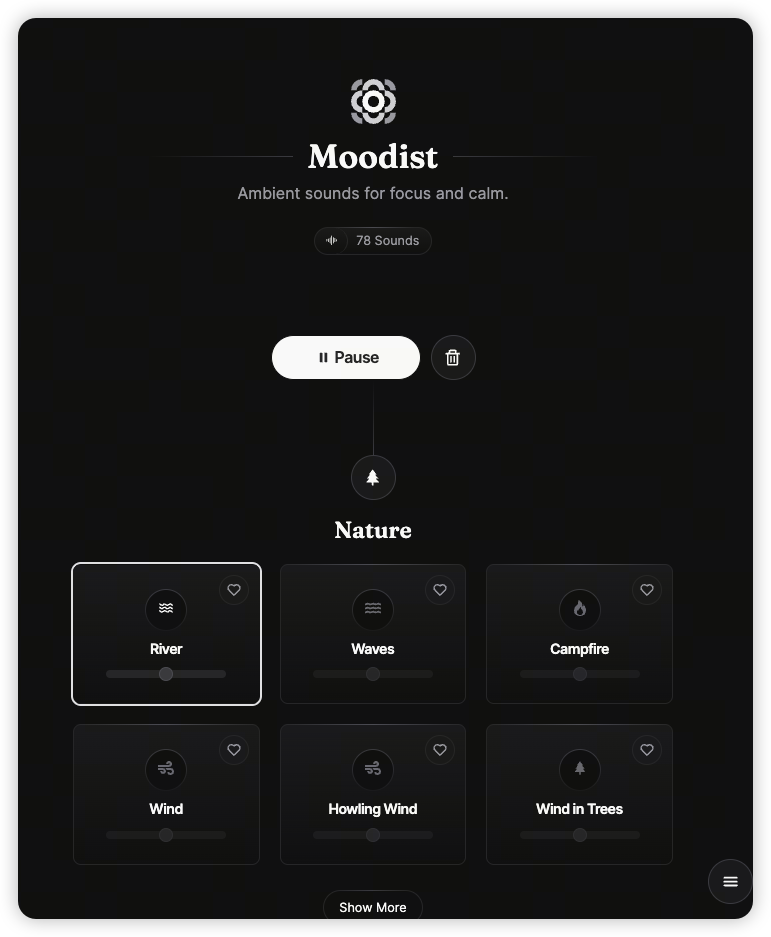 Moodist
Ambient sounds for focus and calm.
78 Sounds
Pause
Nature
River
Waves
Campfire
Wind
Howling Wind
Wind in Trees
Show More